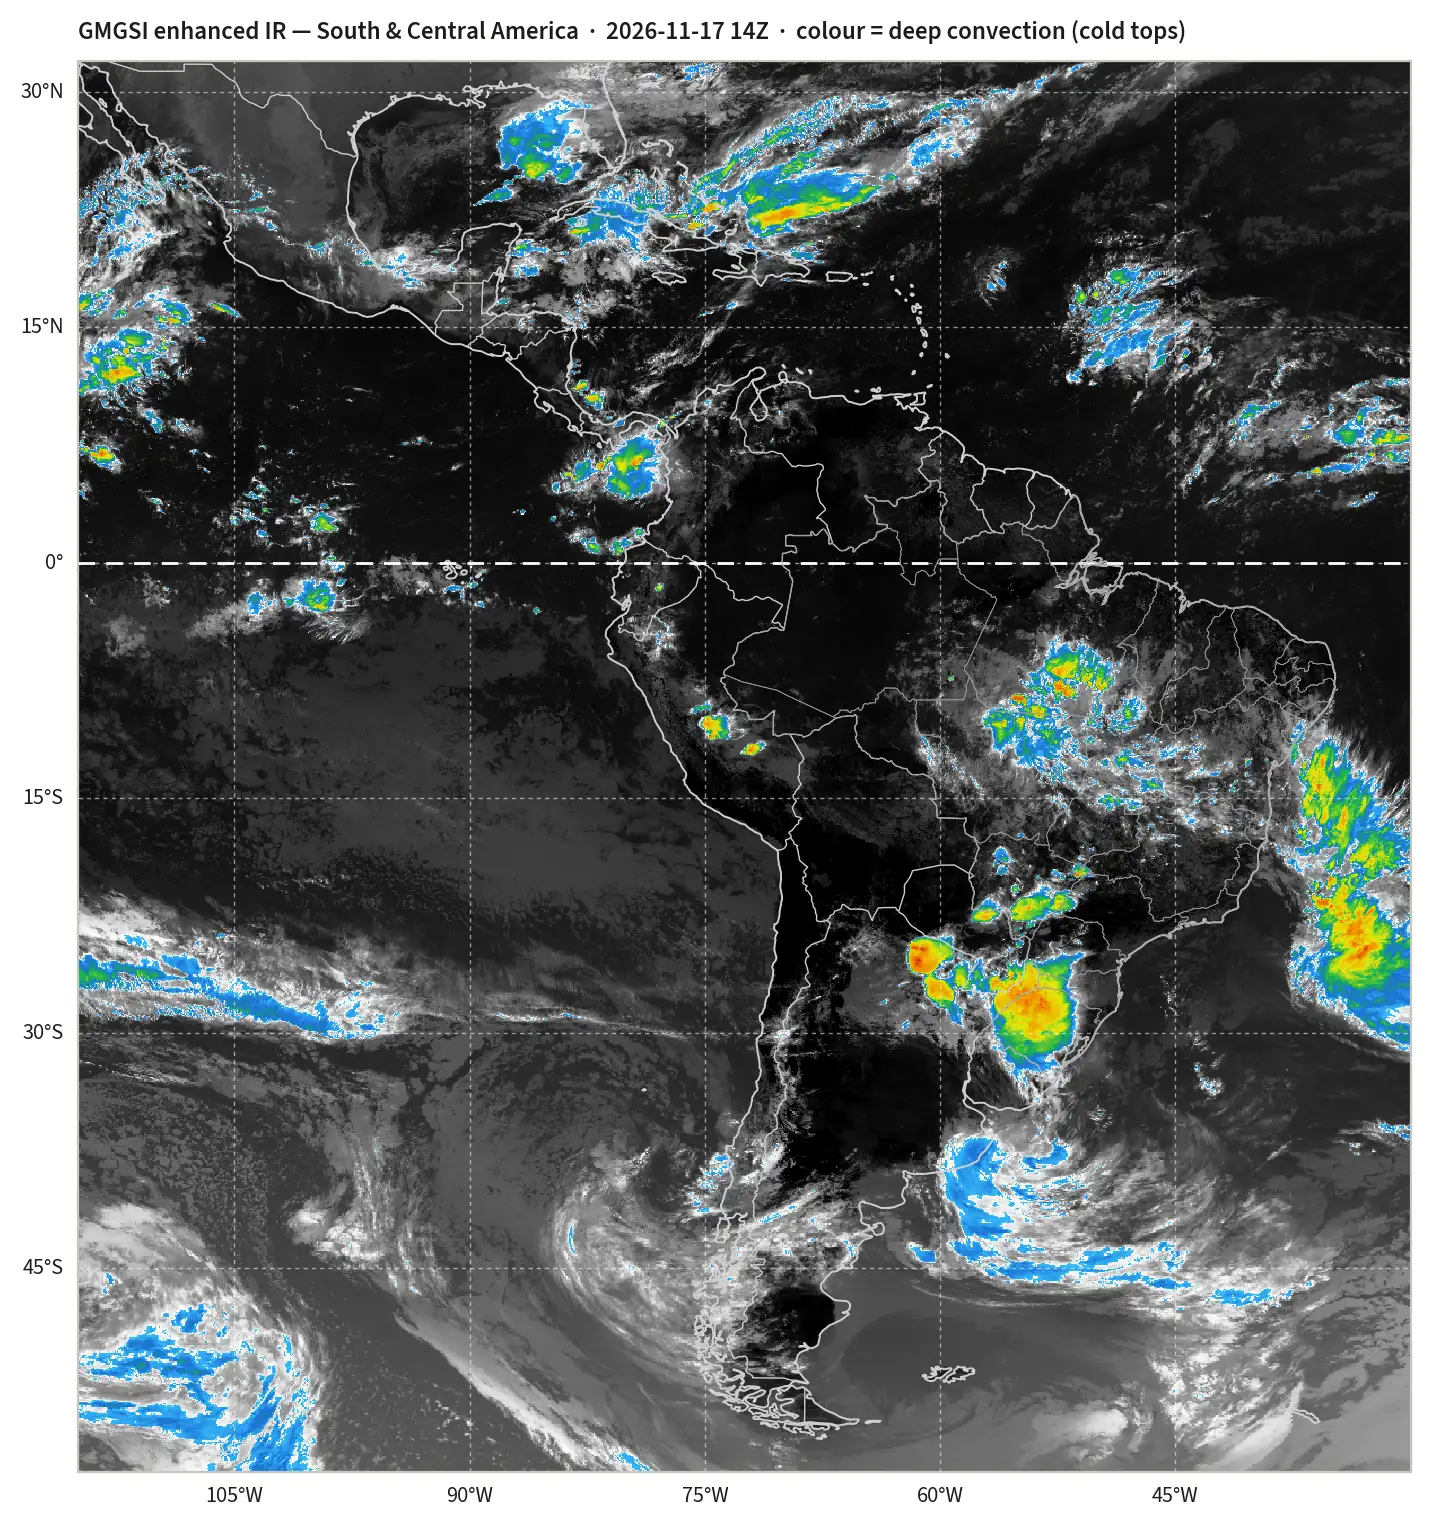 GMGSI enhanced IR — South & Central America · 2026-11-17 14Z · colour = deep convection (cold tops)
30°N
15°N
0°
15°S
30°S
45°S
105°W
90°W
75°W
60°W
45°W